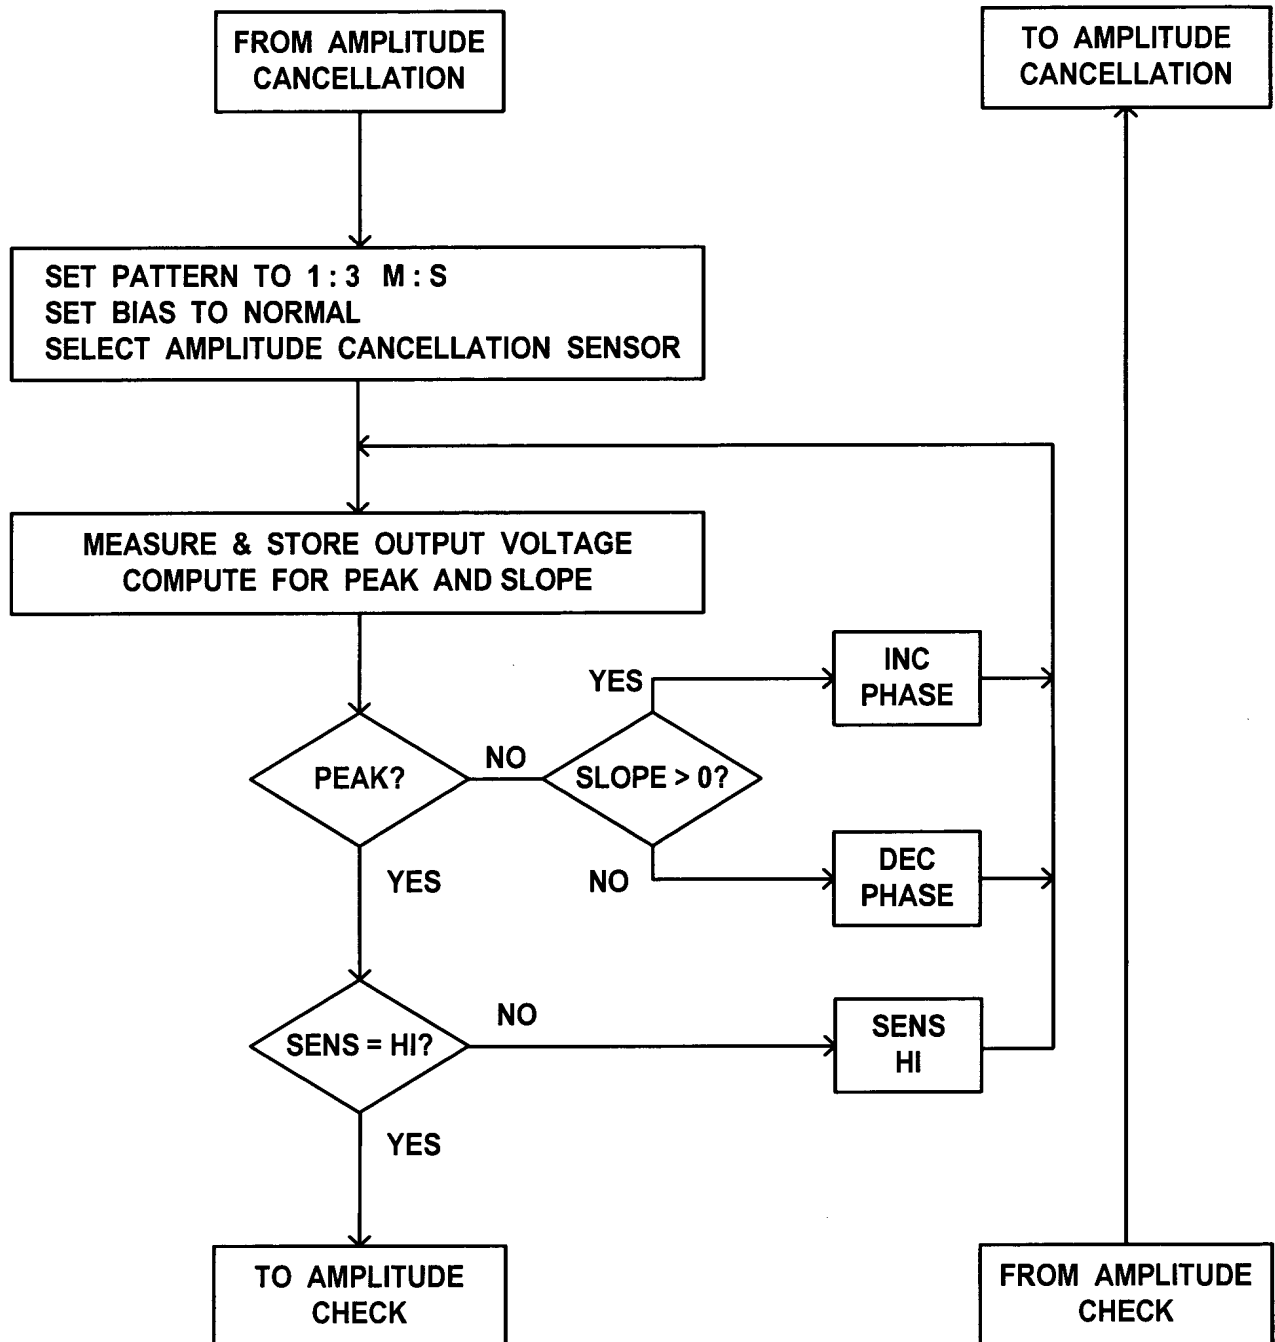 FROM AMPLITUDE
CANCELLATION
TO AMPLITUDE
CANCELLATION
SET PATTERN TO 1 : 3 M : S
SET BIAS TO NORMAL
SELECT AMPLITUDE CANCELLATION SENSOR
MEASURE & STORE OUTPUT VOLTAGE
COMPUTE FOR PEAK AND SLOPE
PEAK?
NO
SLOPE > 0?
YES
INC
PHASE
NO
DEC
PHASE
YES
SENS = HI?
NO
SENS
HI
YES
TO AMPLITUDE
CHECK
FROM AMPLITUDE
CHECK